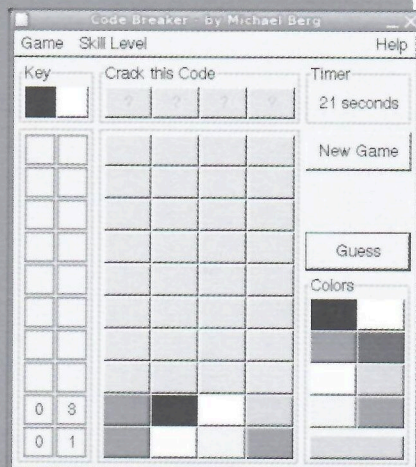 Code Breaker - by Michael Berg
Game Skill Level Help
Key Crack this Code Timer
? ? ? ? 21 seconds
New Game
Guess
Colors
0 3
0 1